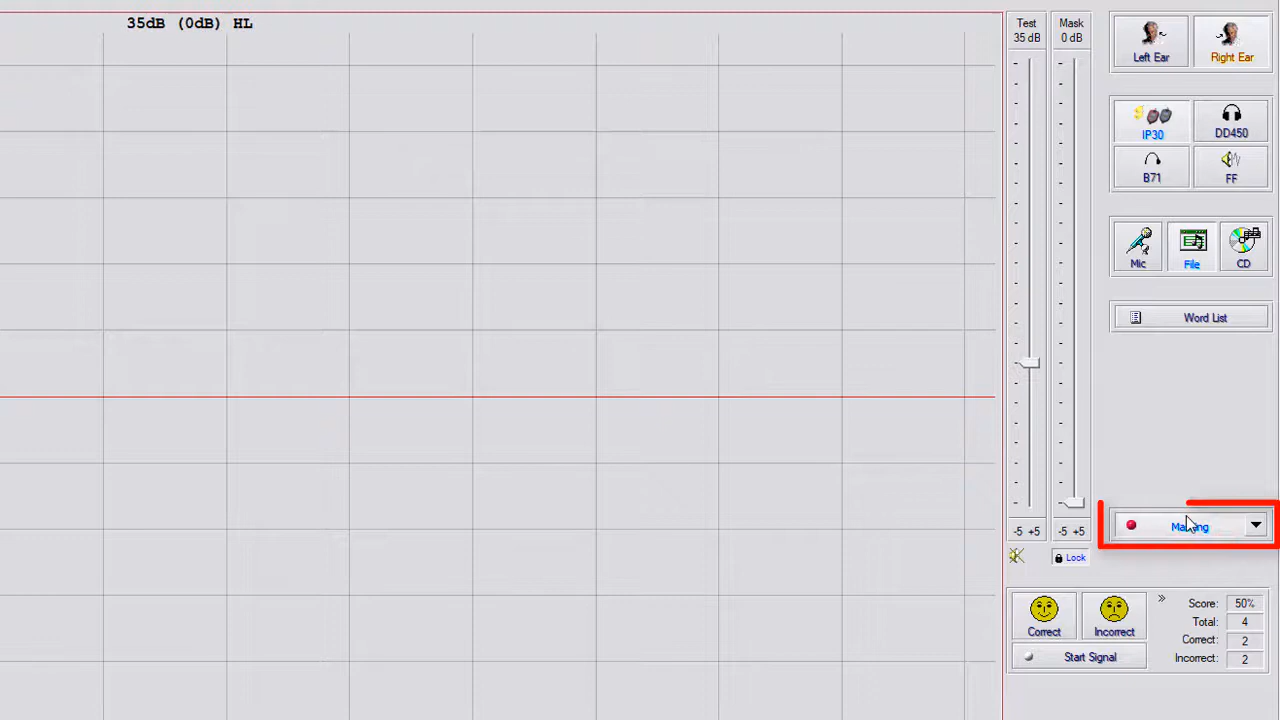 35dB (0dB) HL
Test
35 dB
Mask
0 dB
Left Ear
Right Ear
IP30
DD450
B71
FF
Mic
File
CD
Word List
-5 +5
-5 +5
Lock
Correct
Incorrect
Start Signal
»
Score: 50%
Total: 4
Correct: 2
Incorrect: 2